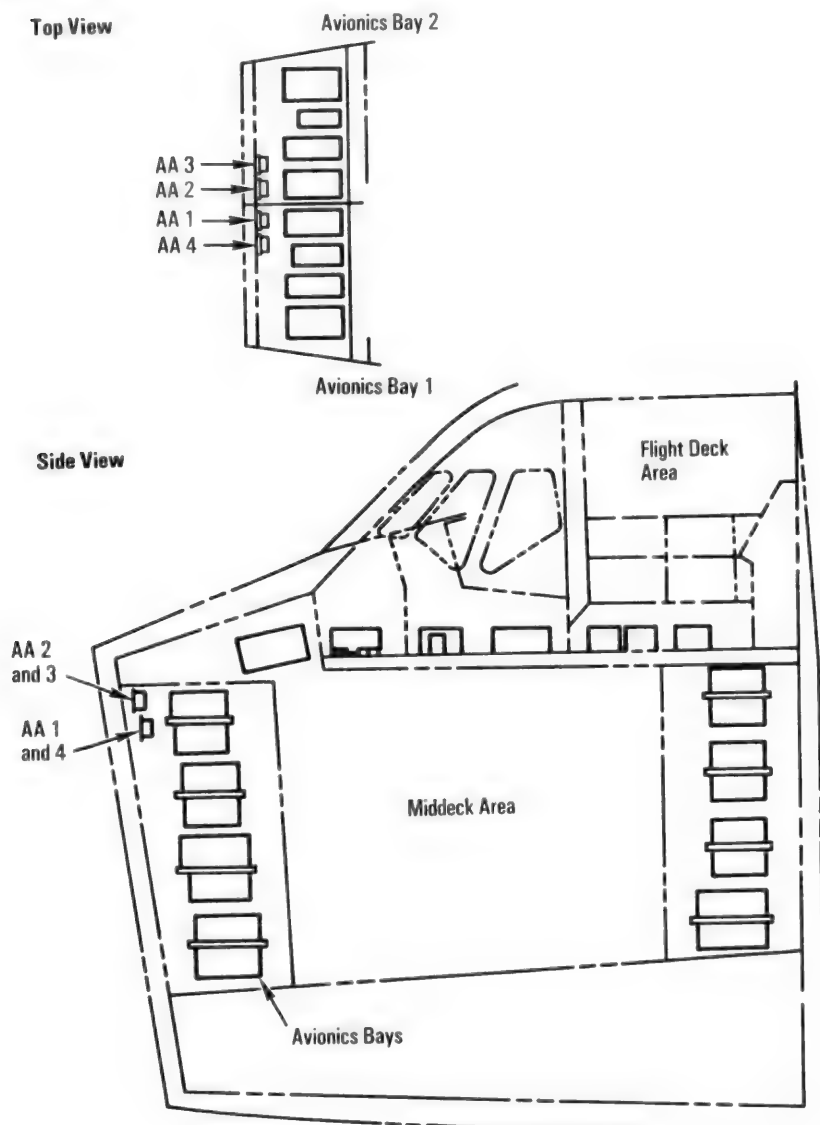 Top View
Avionics Bay 2
AA 3
AA 2
AA 1
AA 4
Avionics Bay 1
Side View
Flight Deck
Area
AA 2
and 3
AA 1
and 4
Middeck Area
Avionics Bays